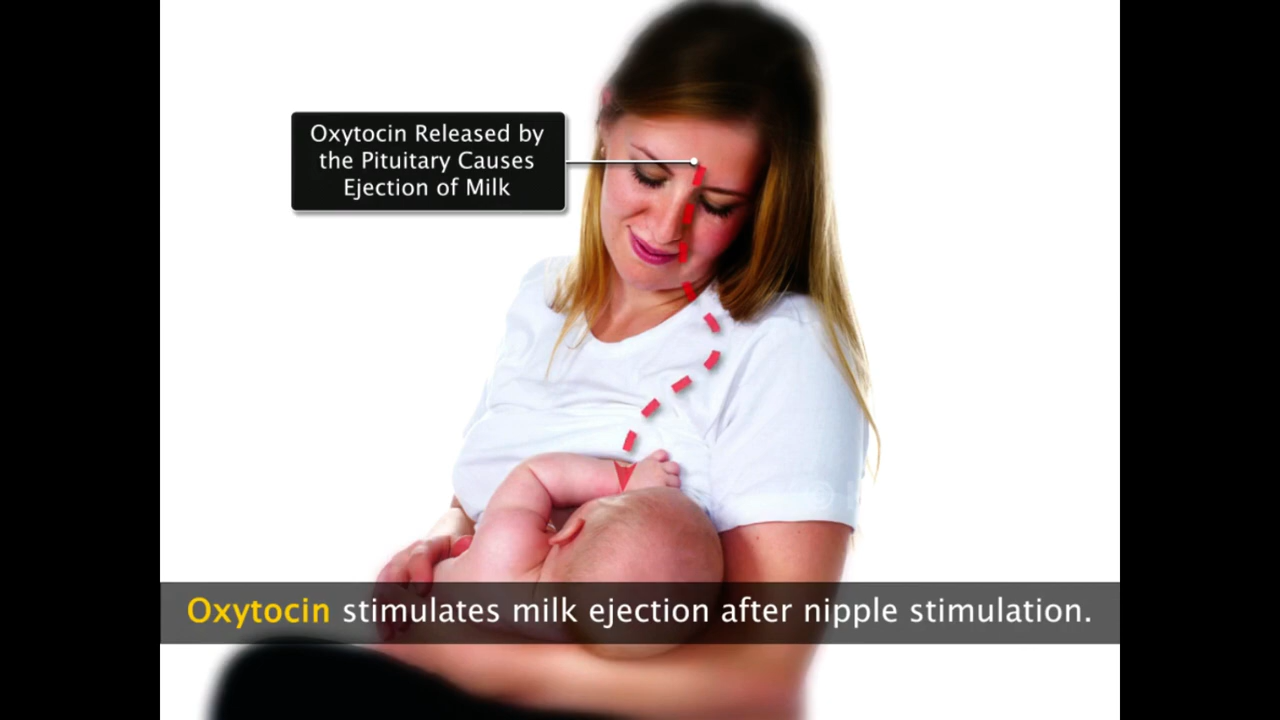 Oxytocin Released by
the Pituitary Causes
Ejection of Milk
Oxytocin stimulates milk ejection after nipple stimulation.